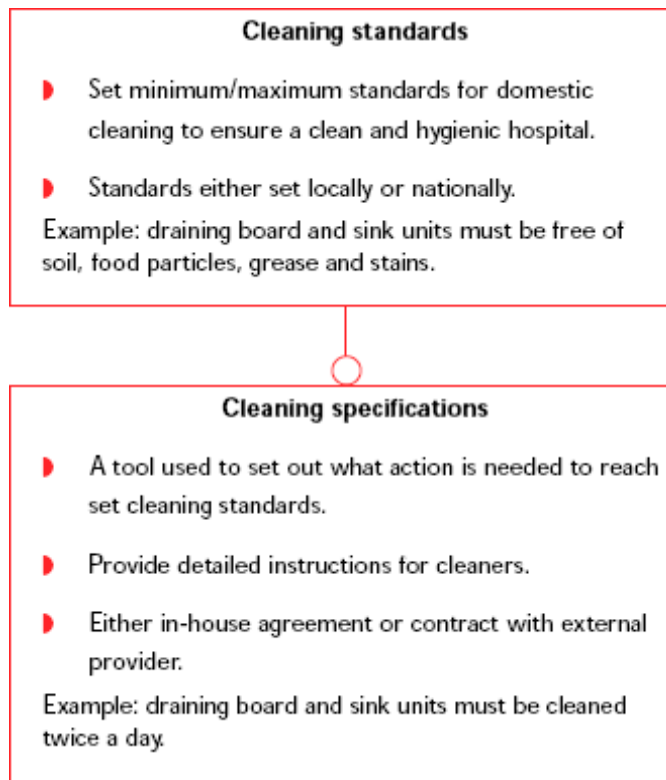 Cleaning standards
Set minimum/maximum standards for domestic
cleaning to ensure a clean and hygienic hospital.
Standards either set locally or nationally.
Example: draining board and sink units must be free of
soil, food particles, grease and stains.
Cleaning specifications
A tool used to set out what action is needed to reach
set cleaning standards.
Provide detailed instructions for cleaners.
Either in-house agreement or contract with external
provider.
Example: draining board and sink units must be cleaned
twice a day.